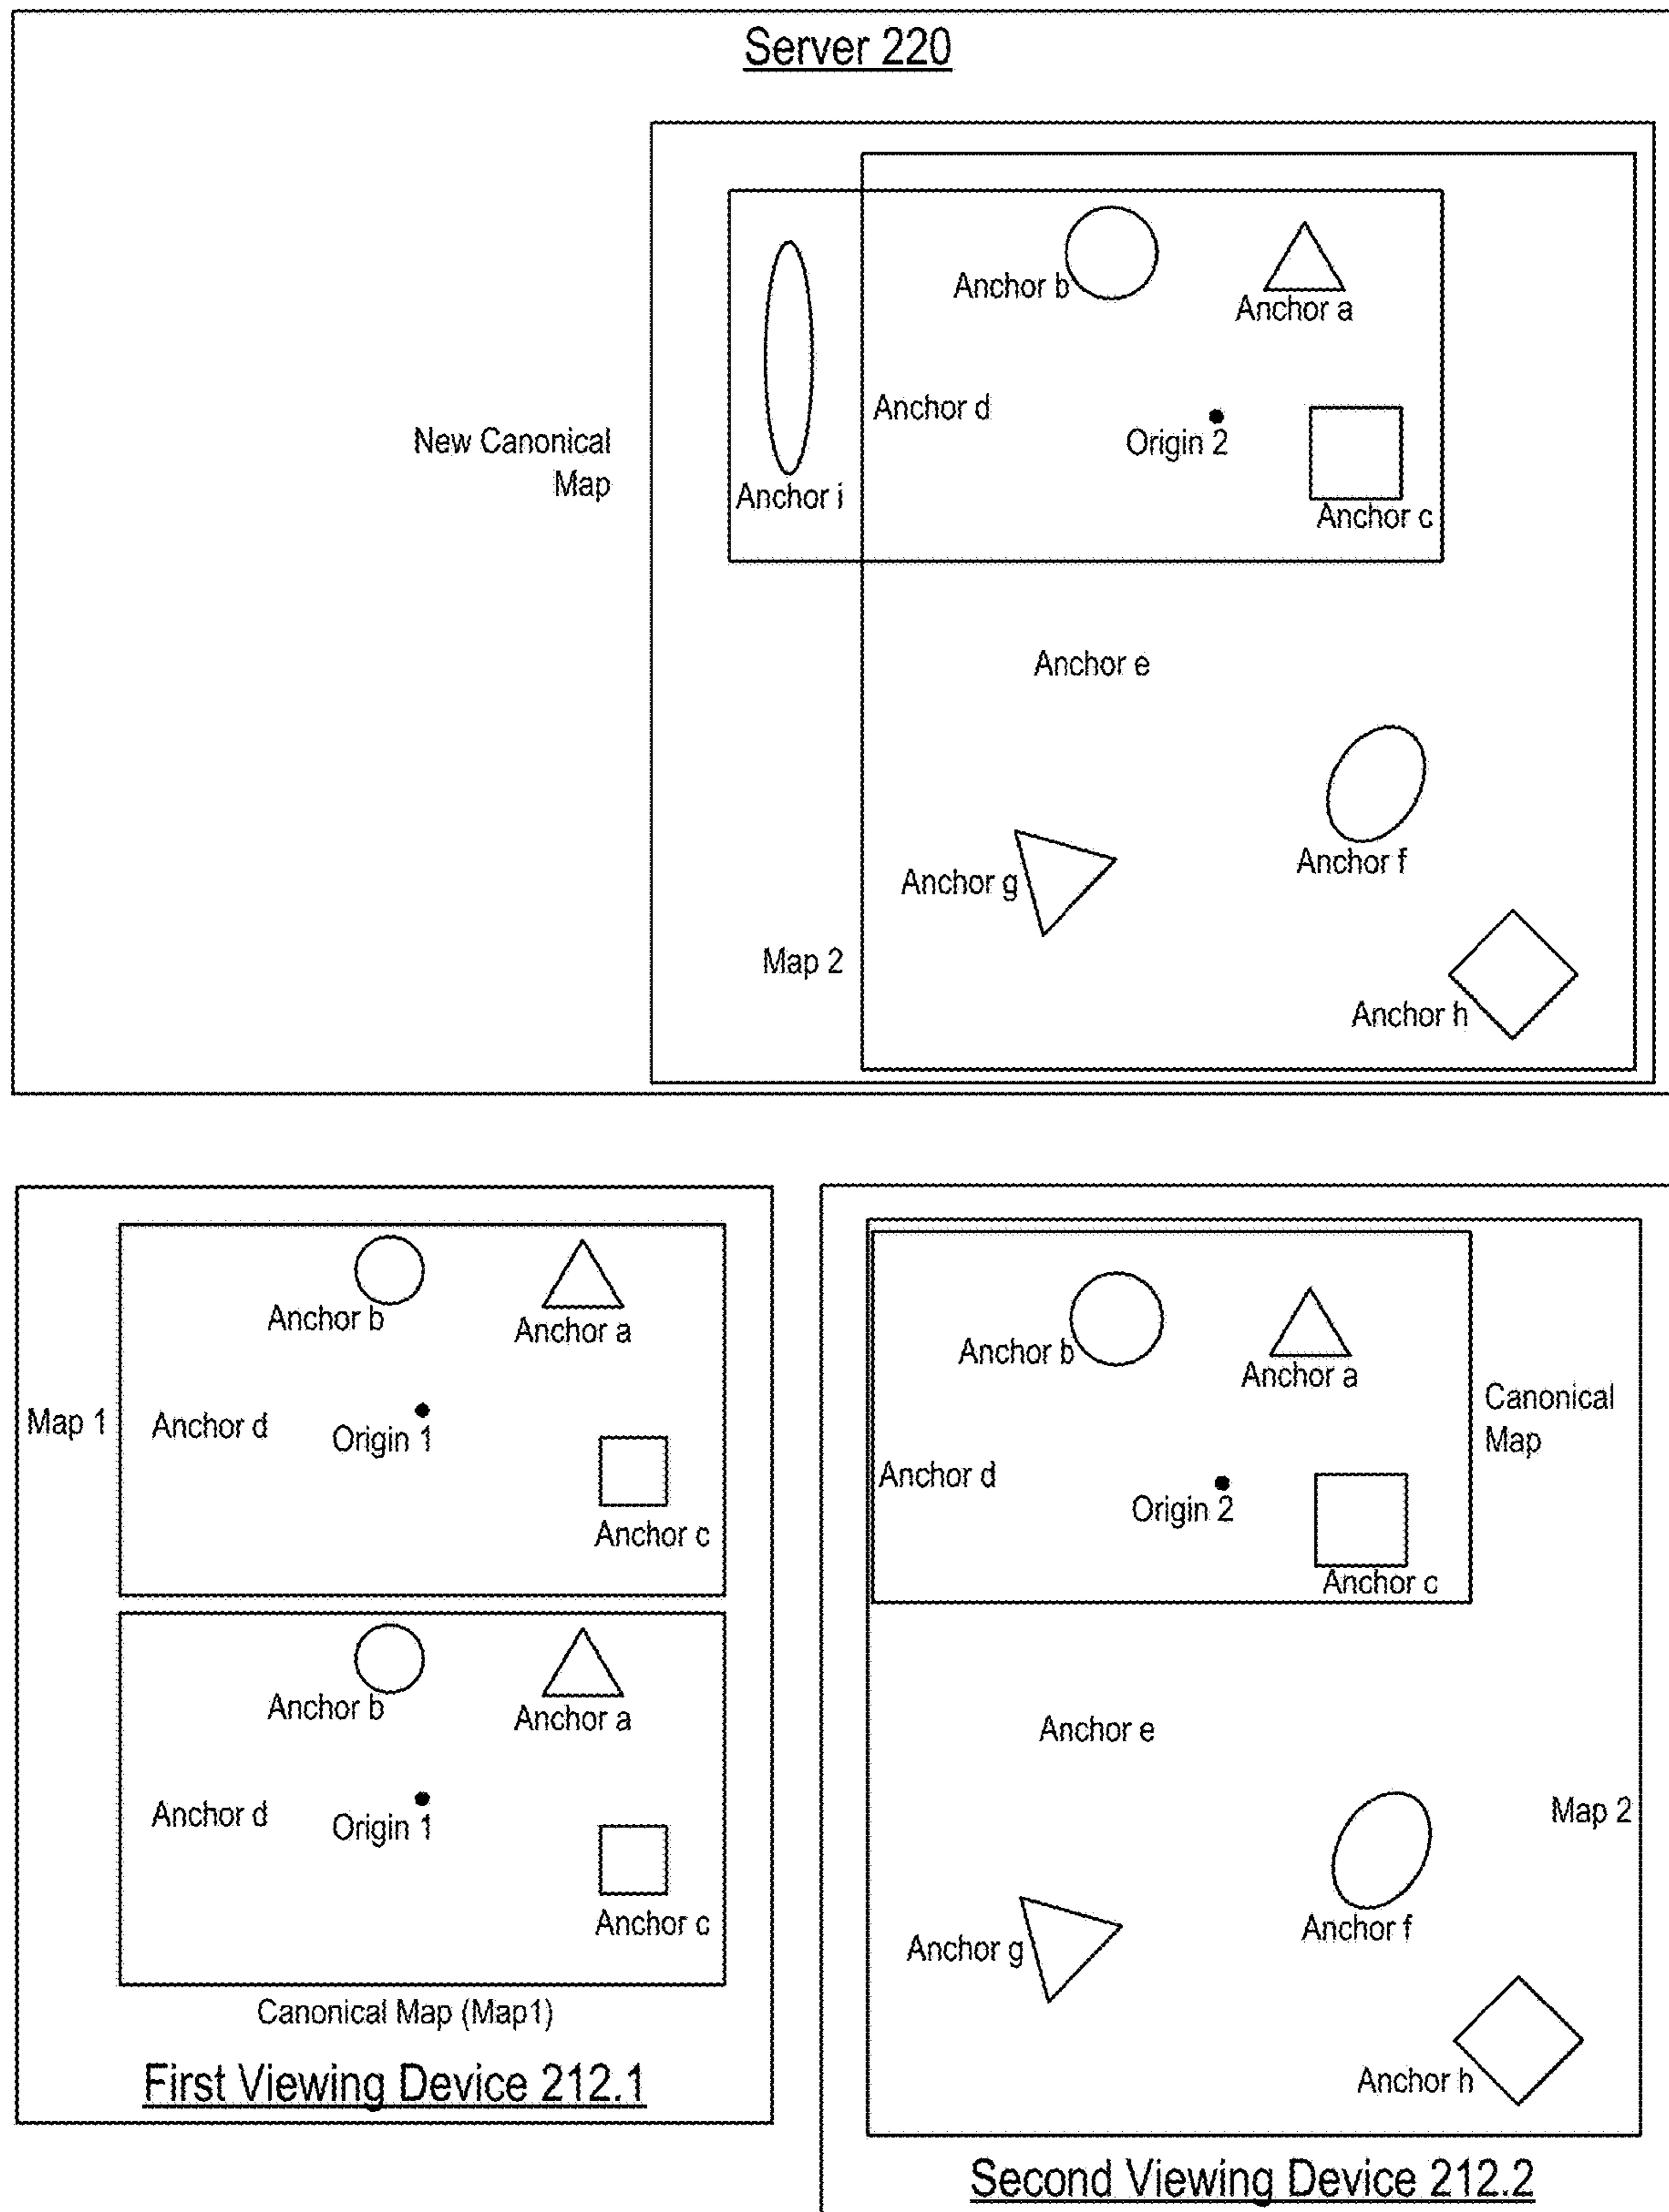 Server 220
Anchor b
Anchor a
Anchor d
Origin 2
New Canonical
Map
Anchor i
Anchor c
Anchor e
Anchor f
Anchor g
Map 2
Anchor h
Anchor b
Anchor a
Map 1
Anchor d
Origin 1
Anchor c
Anchor b
Anchor a
Anchor d
Origin 1
Anchor c
Canonical Map (Map1)
First Viewing Device 212.1
Anchor b
Anchor a
Canonical
Map
Anchor d
Origin 2
Anchor c
Anchor e
Map 2
Anchor f
Anchor g
Anchor h
Second Viewing Device 212.2